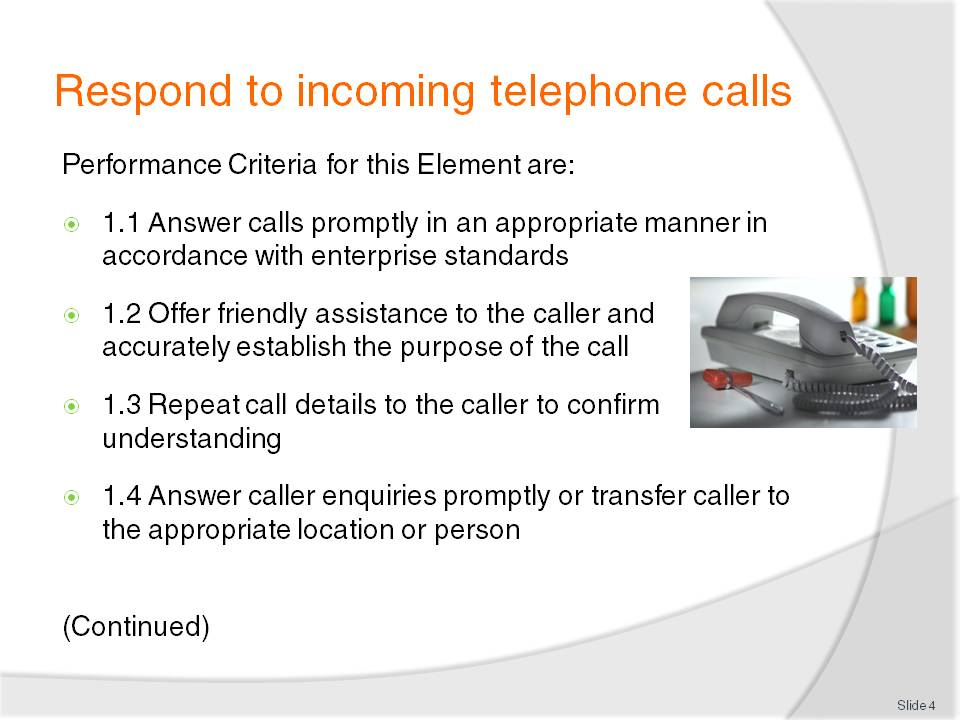 Respond to incoming telephone calls
Performance Criteria for this Element are:
1.1 Answer calls promptly in an appropriate manner in
accordance with enterprise standards
1.2 Offer friendly assistance to the caller and
accurately establish the purpose of the call
1.3 Repeat call details to the caller to confirm
understanding
1.4 Answer caller enquiries promptly or transfer caller to
the appropriate location or person
(Continued)
Slide 4